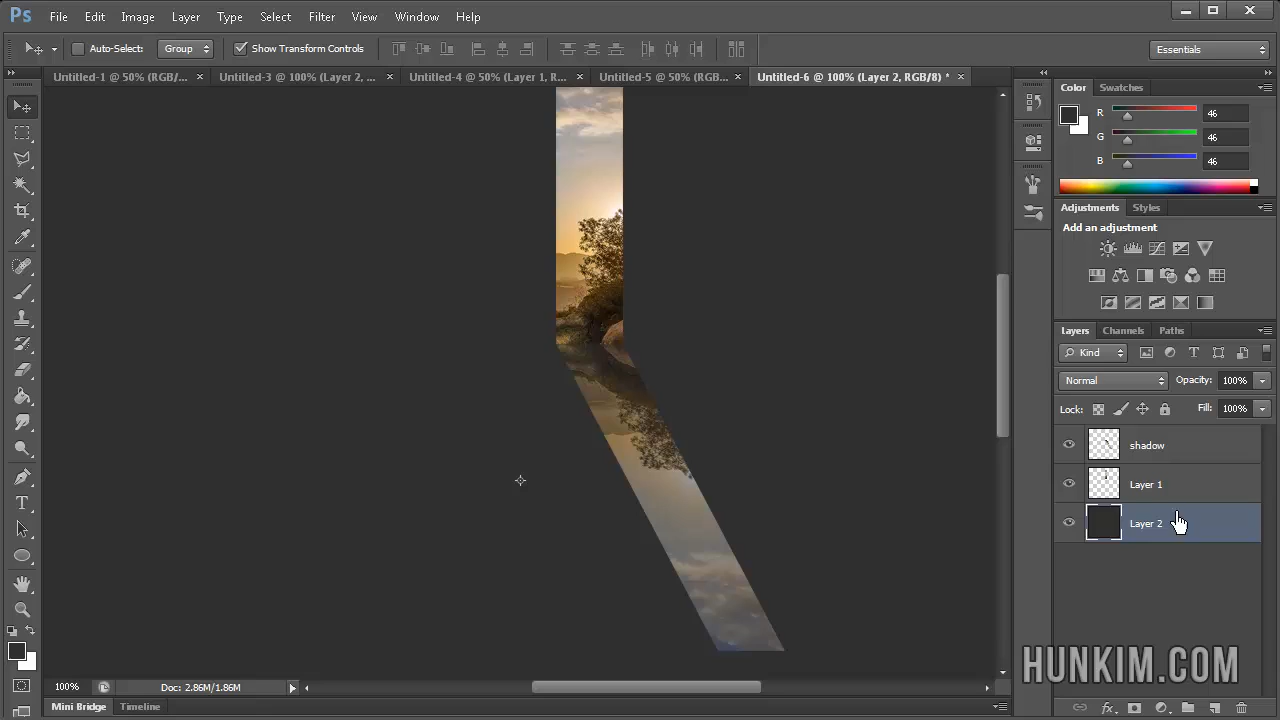 Ps File Edit Image Layer Type Select Filter View Window Help
Auto-Select: Group Show Transform Controls Essentials
Untitled-1 @ 50% (RGB/... × Untitled-3 @ 100% (Layer 2, ... × Untitled-4 @ 50% (Layer 1, R... × Untitled-5 @ 50% (RGB... × Untitled-6 @ 100% (Layer 2, RGB/8) * ×
Color Swatches
R 46
G 46
B 46
Adjustments Styles
Add an adjustment
Layers Channels Paths
Kind T
Normal Opacity: 100%
Lock: Fill: 100%
shadow
Layer 1
Layer 2
HUNKIM.COM
100% Doc: 2.86M/1.86M
Mini Bridge Timeline fx